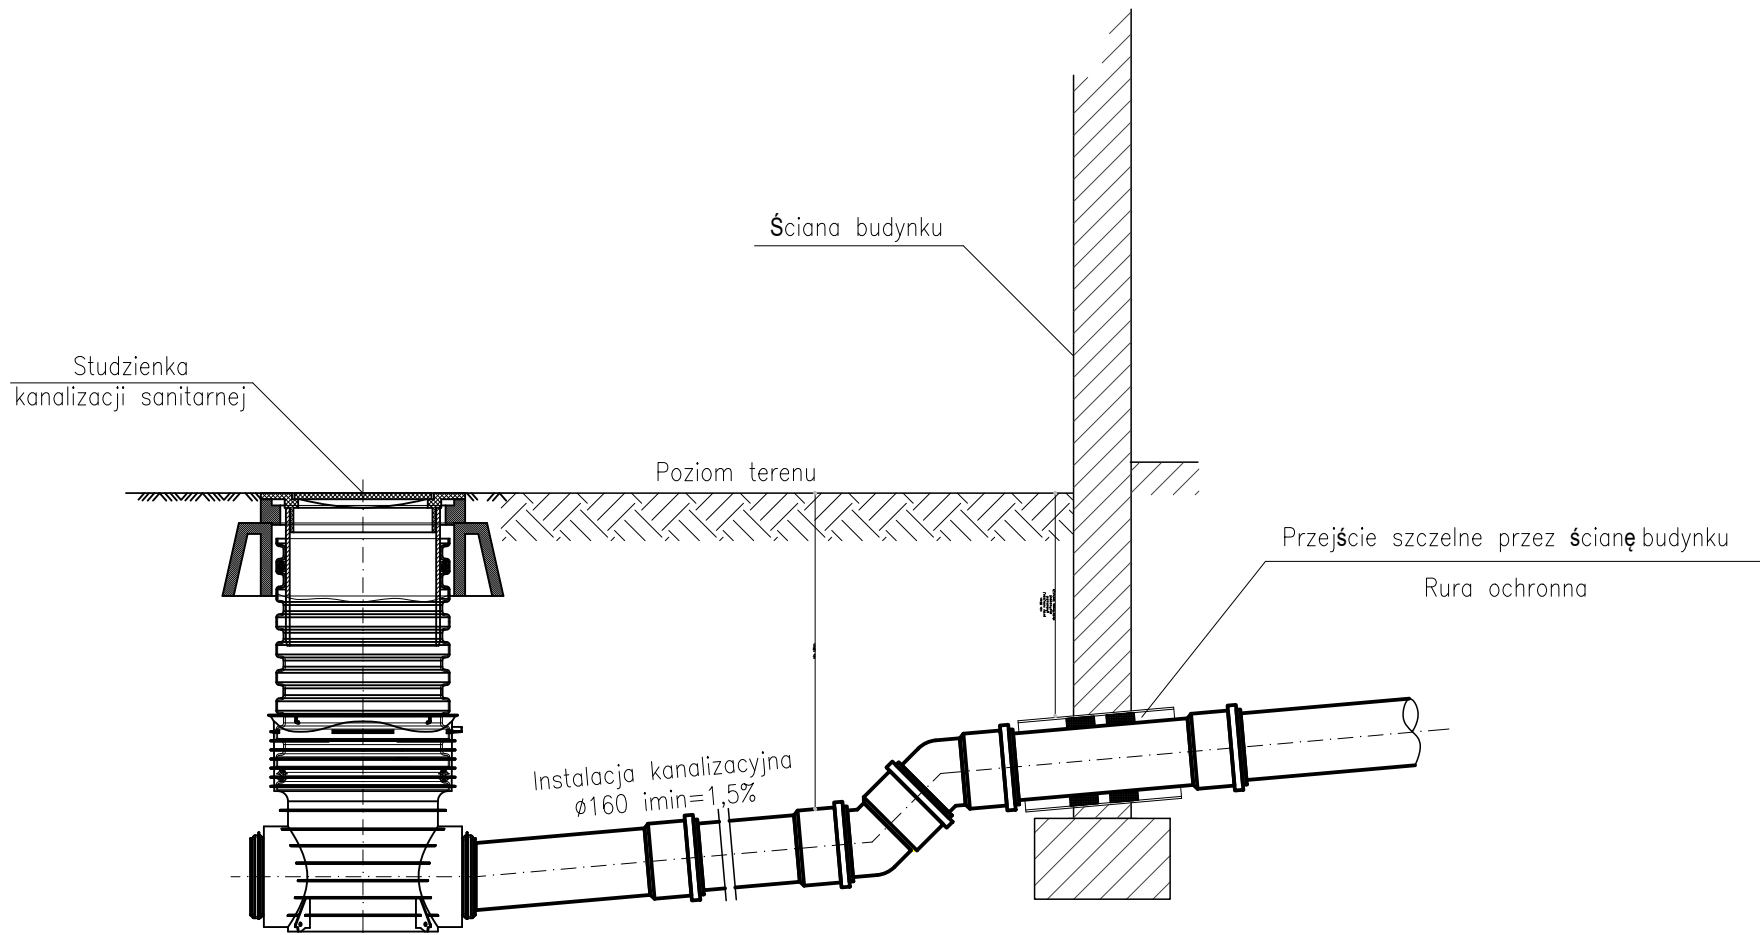 Ściana budynku
Studzienka
kanalizacji sanitarnej
Poziom terenu
Przejście szczelne przez ścianę budynku
Rura ochronna
Instalacja kanalizacyjna
ø160 imin=1,5%